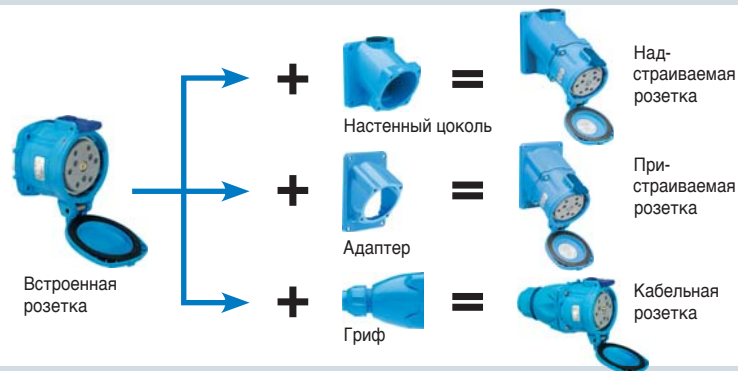 Над-
страиваемая
розетка
Настенный цоколь
При-
страиваемая
розетка
Адаптер
Встроенная
розетка
Кабельная
розетка
Гриф